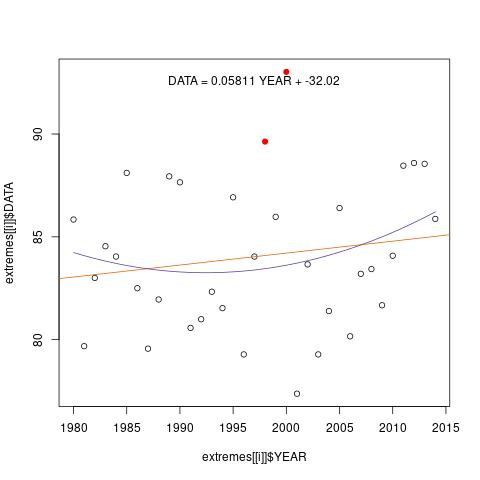 DATA = 0.05811 YEAR + -32.02
extremes[[i]]$DATA
90
85
80
1980 1985 1990 1995 2000 2005 2010 2015
extremes[[i]]$YEAR